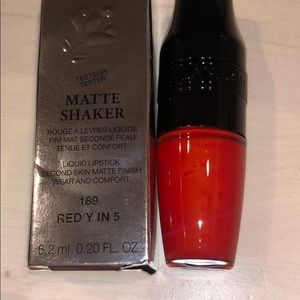 TESTEUR
TESTER
MATTE
SHAKER
ROUGE À LÈVRES LIQUIDE
FINI MAT SECONDE PEAU
TENUE ET CONFORT
LIQUID LIPSTICK
SECOND SKIN MATTE FINISH
WEAR AND COMFORT
189
RED'Y IN 5
6.2 ml 0.20 FL. OZ.